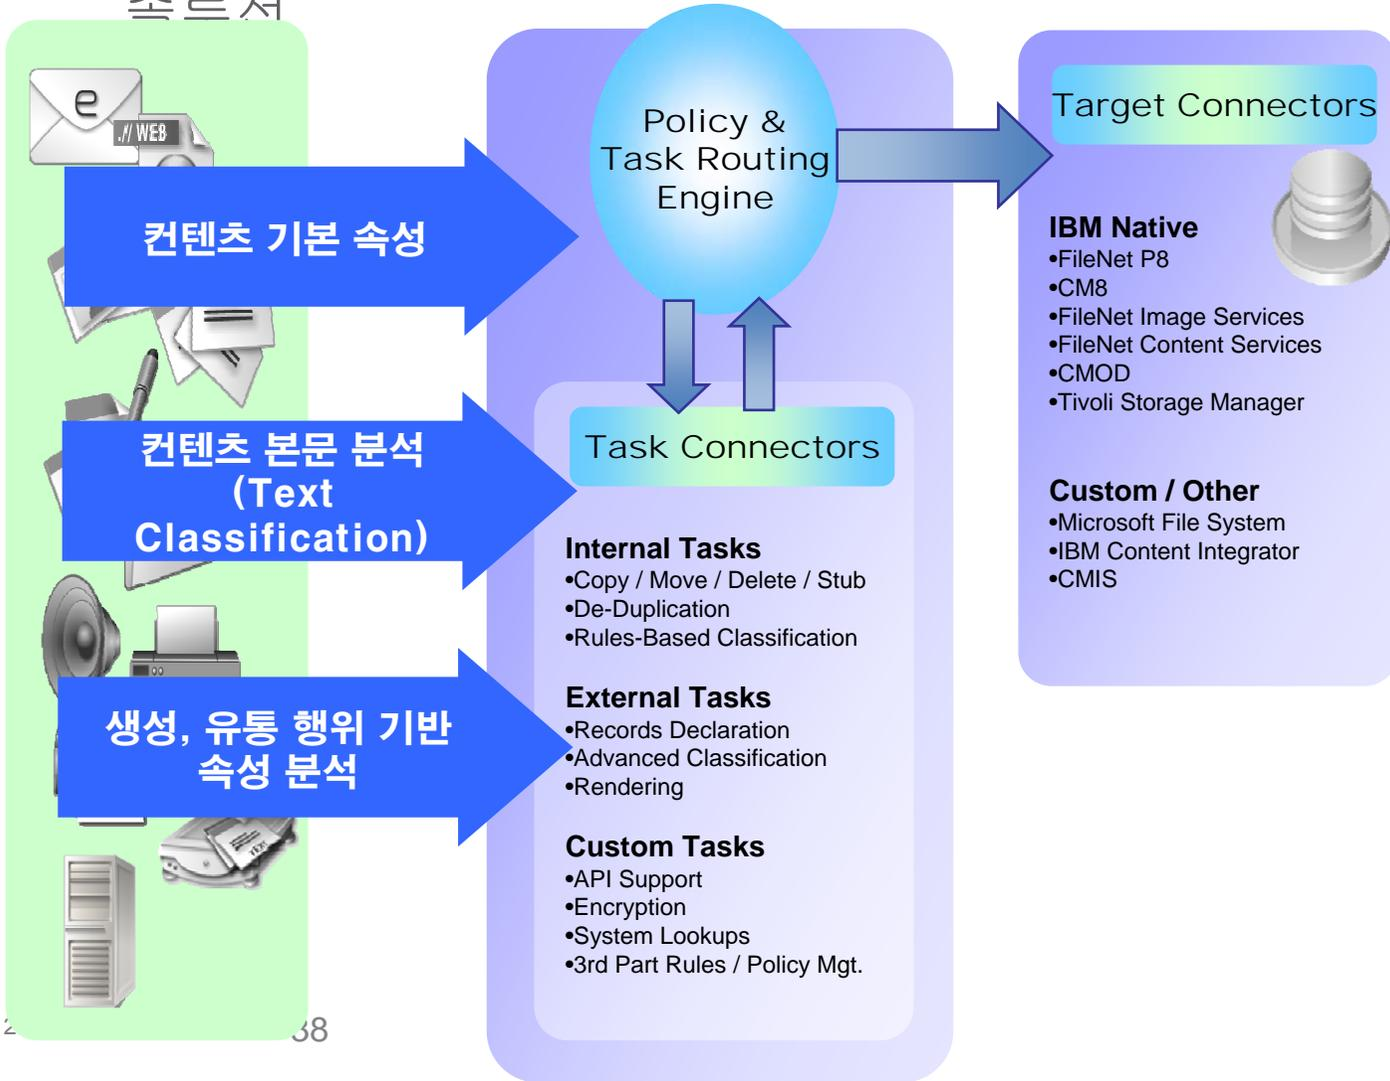 e
.// WEB
컨텐츠 기본 속성
컨텐츠 본문 분석
(Text
Classification)
생성, 유통 행위 기반
속성 분석
Policy &
Task Routing
Engine
Task Connectors
Internal Tasks
•Copy / Move / Delete / Stub
•De-Duplication
•Rules-Based Classification
External Tasks
•Records Declaration
•Advanced Classification
•Rendering
Custom Tasks
•API Support
•Encryption
•System Lookups
•3rd Part Rules / Policy Mgt.
Target Connectors
IBM Native
•FileNet P8
•CM8
•FileNet Image Services
•FileNet Content Services
•CMOD
•Tivoli Storage Manager
Custom / Other
•Microsoft File System
•IBM Content Integrator
•CMIS